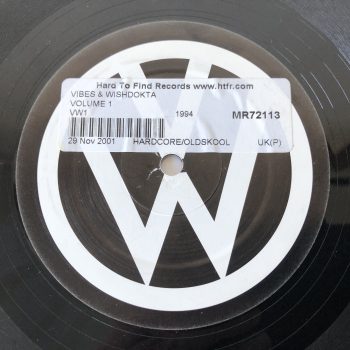 Hard To Find Records www.htfr.com
VIBES & WISHDOKTA
VOLUME 1
VW1 1994 MR72113
29 Nov 2001 HARDCORE/OLDSKOOL UK(P)
VW